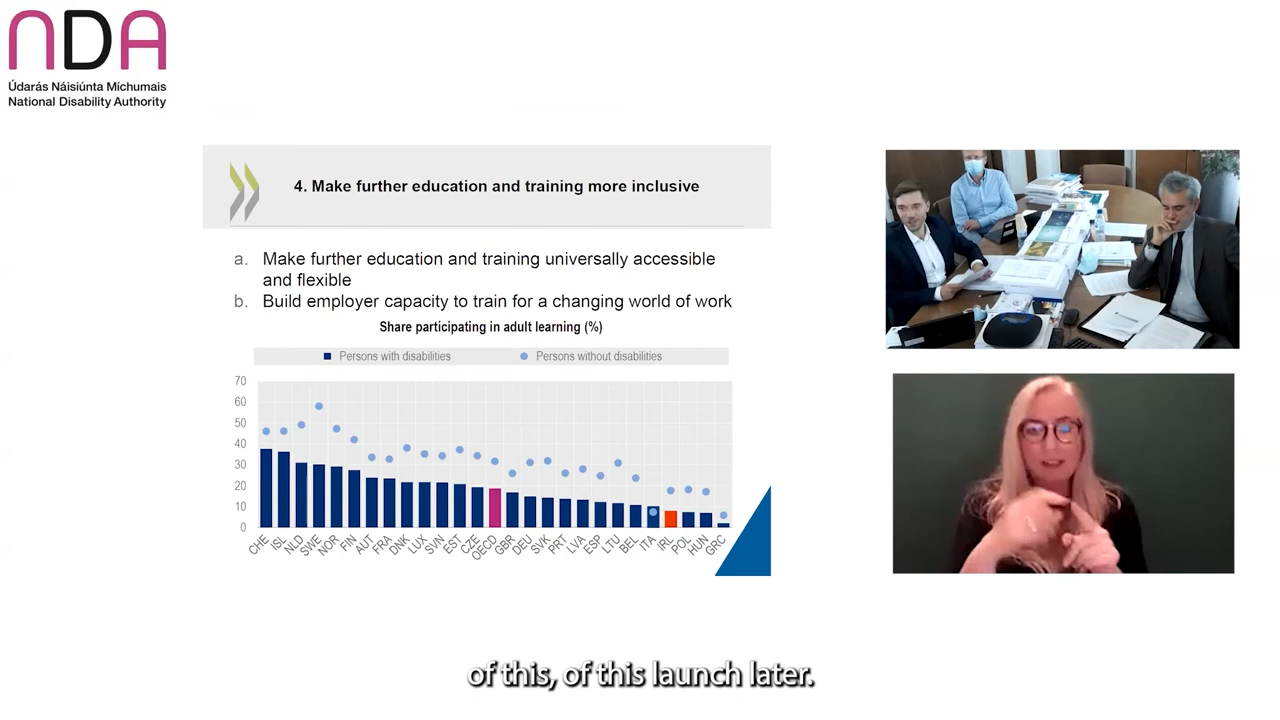 NDA
Údarás Náisiúnta Míchumais
National Disability Authority
4. Make further education and training more inclusive
a. Make further education and training universally accessible
and flexible
b. Build employer capacity to train for a changing world of work
Share participating in adult learning (%)
Persons with disabilities
Persons without disabilities
70
60
50
40
30
20
10
0
CHE ISL NLD SWE NOR FIN AUT FRA DNK LUX SVN EST CZE OECD GBR DEU SVK PRT LVA ESP LTU BEL ITA IRL POL HUN GRC
of this, of this launch later.